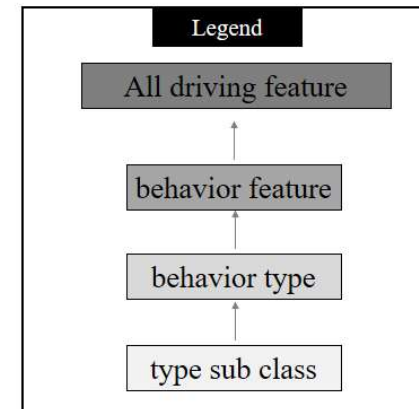 Legend
All driving feature
behavior feature
behavior type
type sub class